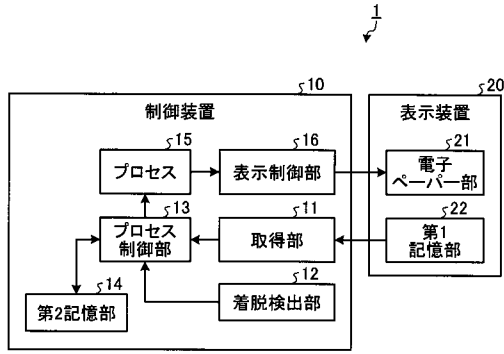 1
10
20
制御装置
表示装置
15
16
21
プロセス
表示制御部
電子
ペーパー部
13
11
22
プロセス
制御部
取得部
第1
記憶部
14
12
第2記憶部
着脱検出部